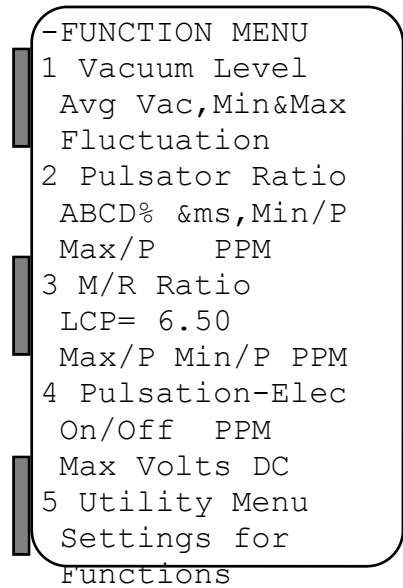 -FUNCTION MENU
1 Vacuum Level
Avg Vac,Min&Max
Fluctuation
2 Pulsator Ratio
ABCD% &ms,Min/P
Max/P   PPM
3 M/R Ratio
LCP= 6.50
Max/P Min/P PPM
4 Pulsation-Elec
On/Off  PPM
Max Volts DC
5 Utility Menu
Settings for
Functions